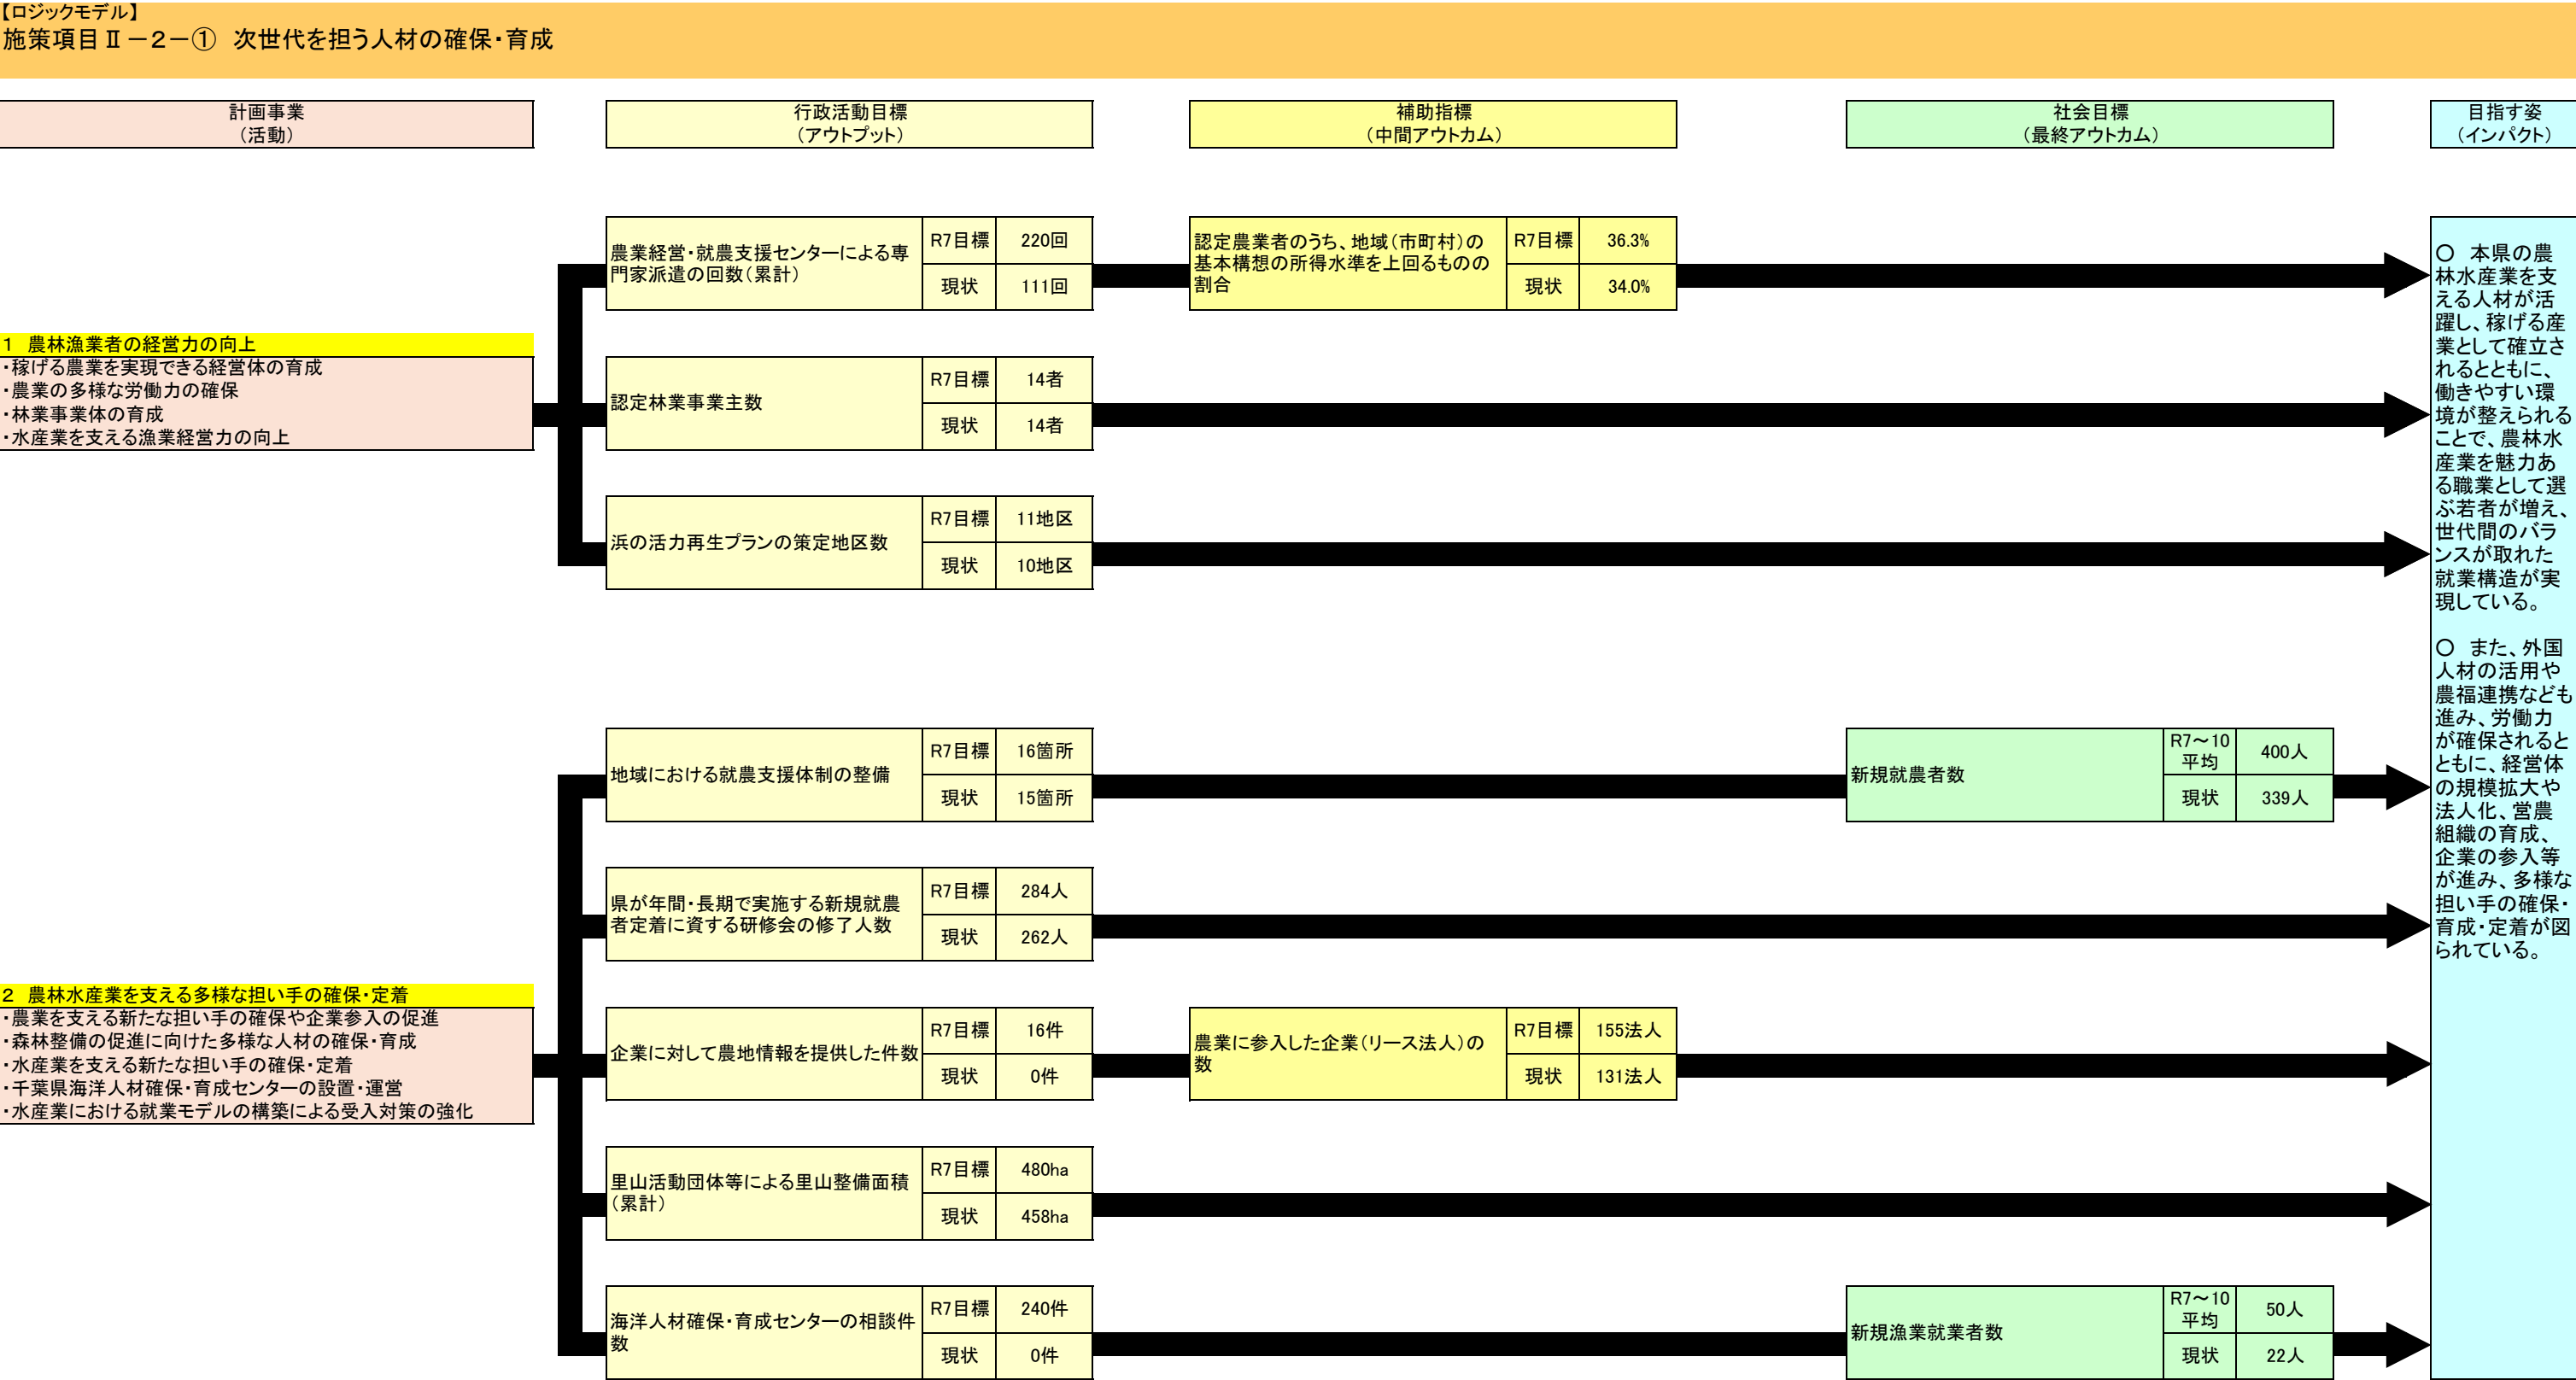 【ロジックモデル】
施策項目Ⅱ－２－① 次世代を担う人材の確保・育成
計画事業
（活動）
行政活動目標
（アウトプット）
補助指標
（中間アウトカム）
社会目標
（最終アウトカム）
目指す姿
（インパクト）
1 農林漁業者の経営力の向上
・稼げる農業を実現できる経営体の育成
・農業の多様な労働力の確保
・林業事業体の育成
・水産業を支える漁業経営力の向上
農業経営・就農支援センターによる専
門家派遣の回数（累計）
R7目標 220回
現状 111回
認定農業者のうち、地域（市町村）の
基本構想の所得水準を上回るものの
割合
R7目標 36.3%
現状 34.0%
認定林業事業主数
R7目標 14者
現状 14者
浜の活力再生プランの策定地区数
R7目標 11地区
現状 10地区
2 農林水産業を支える多様な担い手の確保・定着
・農業を支える新たな担い手の確保や企業参入の促進
・森林整備の促進に向けた多様な人材の確保・育成
・水産業を支える新たな担い手の確保・定着
・千葉県海洋人材確保・育成センターの設置・運営
・水産業における就業モデルの構築による受入対策の強化
地域における就農支援体制の整備
R7目標 16箇所
現状 15箇所
新規就農者数
R7～10
平均 400人
現状 339人
県が年間・長期で実施する新規就農
者定着に資する研修会の修了人数
R7目標 284人
現状 262人
企業に対して農地情報を提供した件数
R7目標 16件
現状 0件
農業に参入した企業（リース法人）の
数
R7目標 155法人
現状 131法人
里山活動団体等による里山整備面積
（累計）
R7目標 480ha
現状 458ha
海洋人材確保・育成センターの相談件
数
R7目標 240件
現状 0件
新規漁業就業者数
R7～10
平均 50人
現状 22人
○ 本県の農
林水産業を支
える人材が活
躍し、稼げる産
業として確立さ
れるとともに、
働きやすい環
境が整えられる
ことで、農林水
産業を魅力あ
る職業として選
ぶ若者が増え、
世代間のバラ
ンスが取れた
就業構造が実
現している。
○ また、外国
人材の活用や
農福連携なども
進み、労働力
が確保されると
ともに、経営体
の規模拡大や
法人化、営農
組織の育成、
企業の参入等
が進み、多様な
担い手の確保・
育成・定着が図
られている。